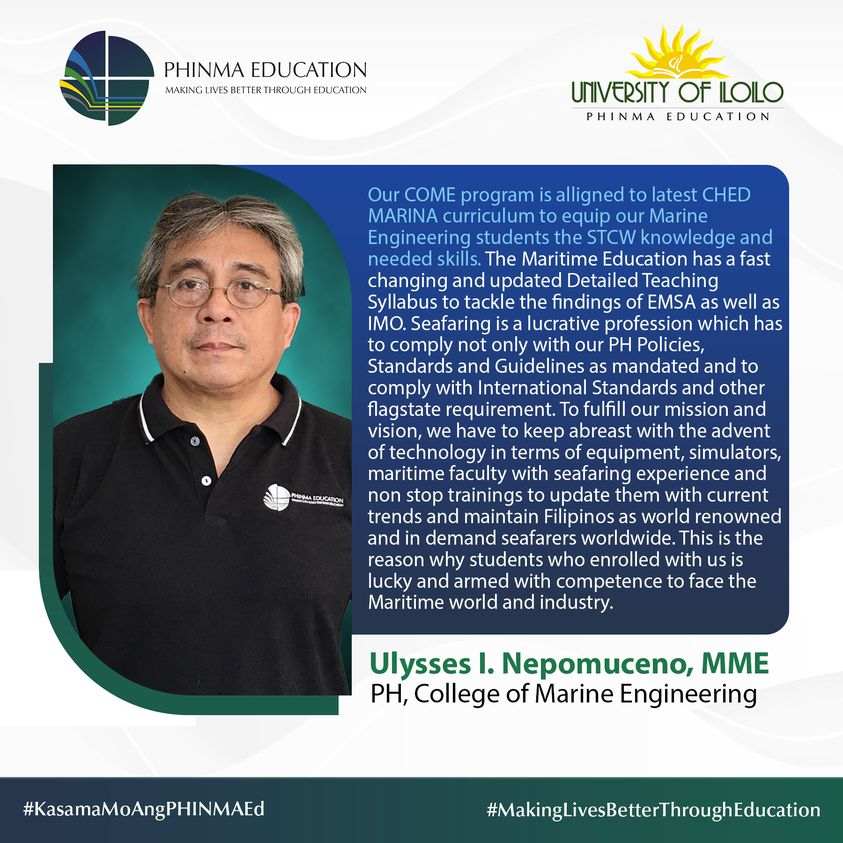 PHINMA EDUCATION
MAKING LIVES BETTER THROUGH EDUCATION
UNIVERSITY OF ILOILO
PHINMA EDUCATION
Our COME program is alligned to latest CHED
MARINA curriculum to equip our Marine
Engineering students the STCW knowledge and
needed skills. The Maritime Education has a fast
changing and updated Detailed Teaching
Syllabus to tackle the findings of EMSA as well as
IMO. Seafaring is a lucrative profession which has
to comply not only with our PH Policies,
Standards and Guidelines as mandated and to
comply with International Standards and other
flagstate requirement. To fulfill our mission and
vision, we have to keep abreast with the advent
of technology in terms of equipment, simulators,
maritime faculty with seafaring experience and
non stop trainings to update them with current
trends and maintain Filipinos as world renowned
and in demand seafarers worldwide. This is the
reason why students who enrolled with us is
lucky and armed with competence to face the
Maritime world and industry.
PHINMA EDUCATION
Ulysses I. Nepomuceno, MME
PH, College of Marine Engineering
#KasamaMoAngPHINMAEd
#MakingLivesBetterThroughEducation